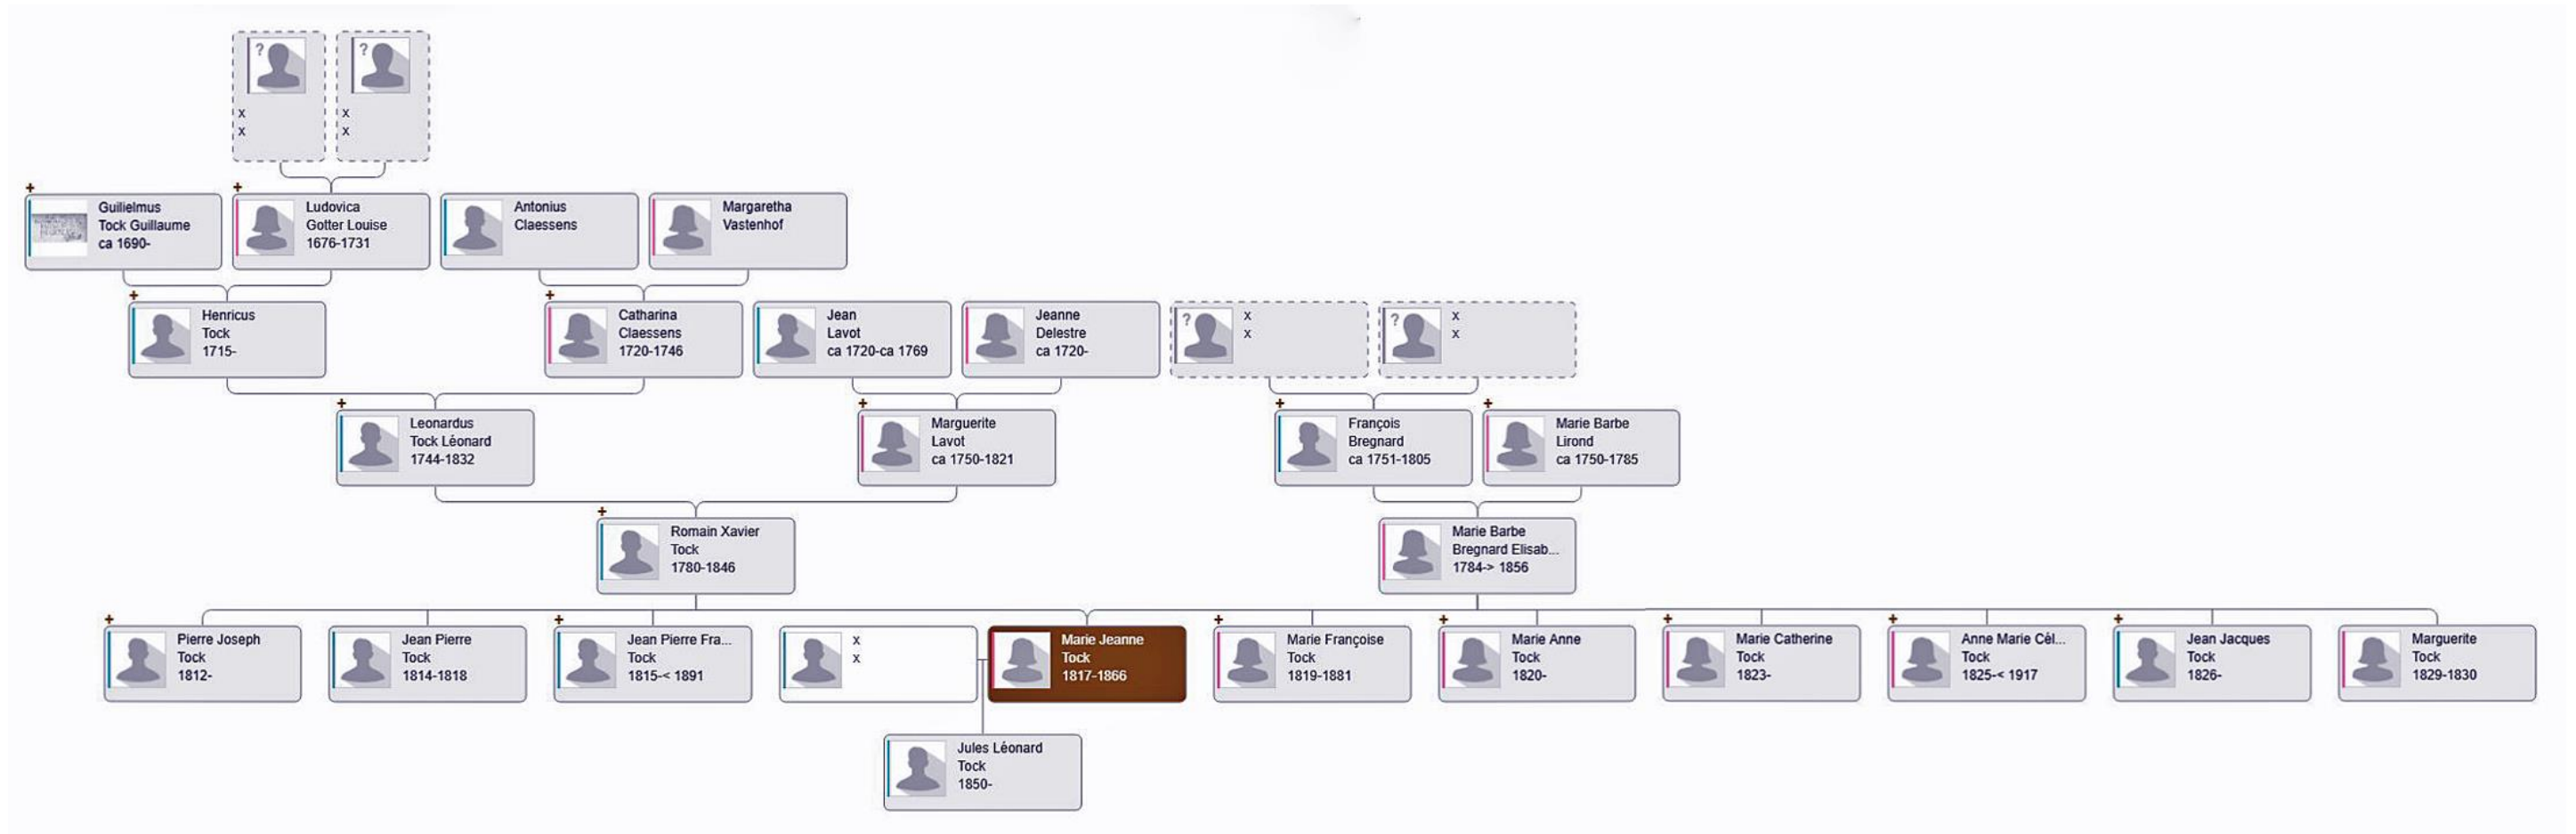 ?
x
x
?
x
x
+
Guilielmus
Tock Guillaume
ca 1690-
+
Ludovica
Gotter Louise
1676-1731
Antonius
Claessens
Margaretha
Vastenhof
+
Henricus
Tock
1715-
+
Catharina
Claessens
1720-1746
Jean
Lavot
ca 1720-ca 1769
Jeanne
Delestre
ca 1720-
?
x
x
?
x
x
+
Leonardus
Tock Léonard
1744-1832
+
Marguerite
Lavot
ca 1750-1821
+
François
Bregnard
ca 1751-1805
+
Marie Barbe
Lirond
ca 1750-1785
+
Romain Xavier
Tock
1780-1846
Marie Barbe
Bregnard Elisab...
1784-> 1856
+
Pierre Joseph
Tock
1812-
Jean Pierre
Tock
1814-1818
+
Jean Pierre Fra...
Tock
1815-< 1891
x
x
Marie Jeanne
Tock
1817-1866
+
Marie Françoise
Tock
1819-1881
+
Marie Anne
Tock
1820-
+
Marie Catherine
Tock
1823-
+
Anne Marie Cél...
Tock
1825-< 1917
+
Jean Jacques
Tock
1826-
Marguerite
Tock
1829-1830
Jules Léonard
Tock
1850-